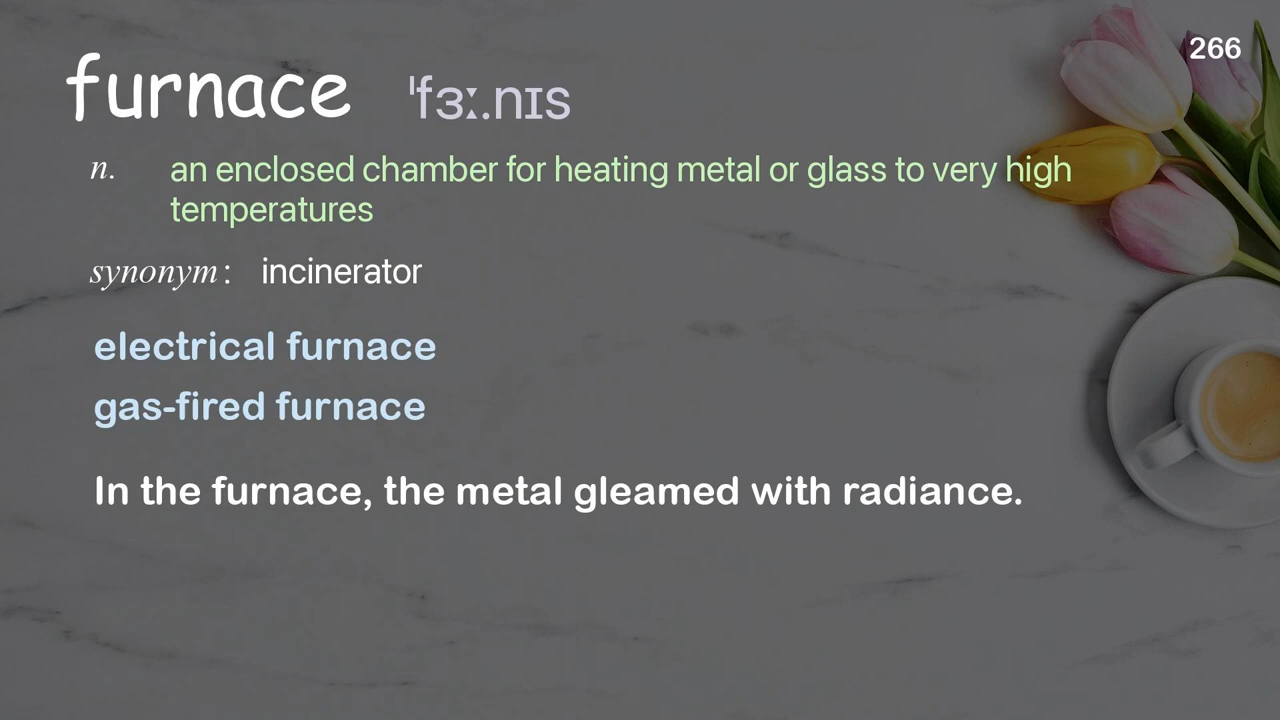 266
furnace ˈfɜː.nɪs
n. an enclosed chamber for heating metal or glass to very high
temperatures
synonym: incinerator
electrical furnace
gas-fired furnace
In the furnace, the metal gleamed with radiance.